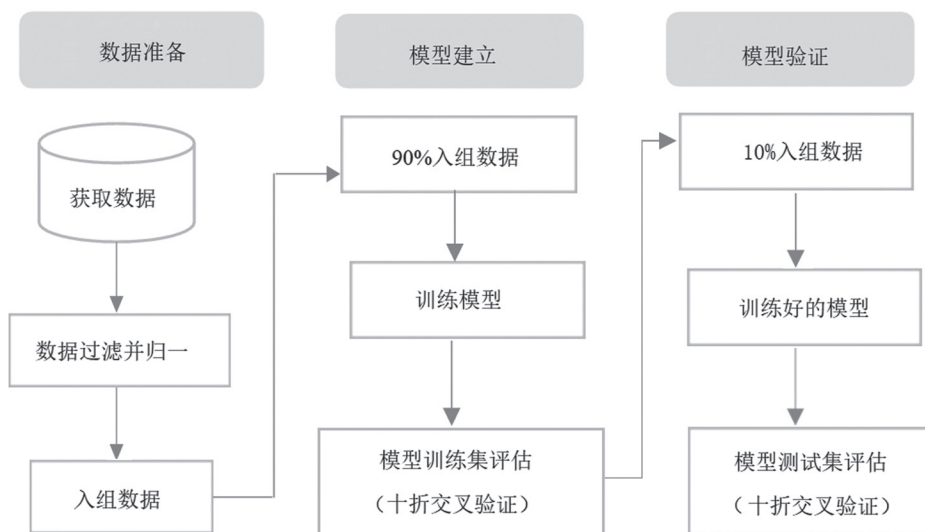 数据准备
获取数据
数据过滤并归一
入组数据
模型建立
90%入组数据
训练模型
模型训练集评估
（十折交叉验证）
模型验证
10%入组数据
训练好的模型
模型测试集评估
（十折交叉验证）